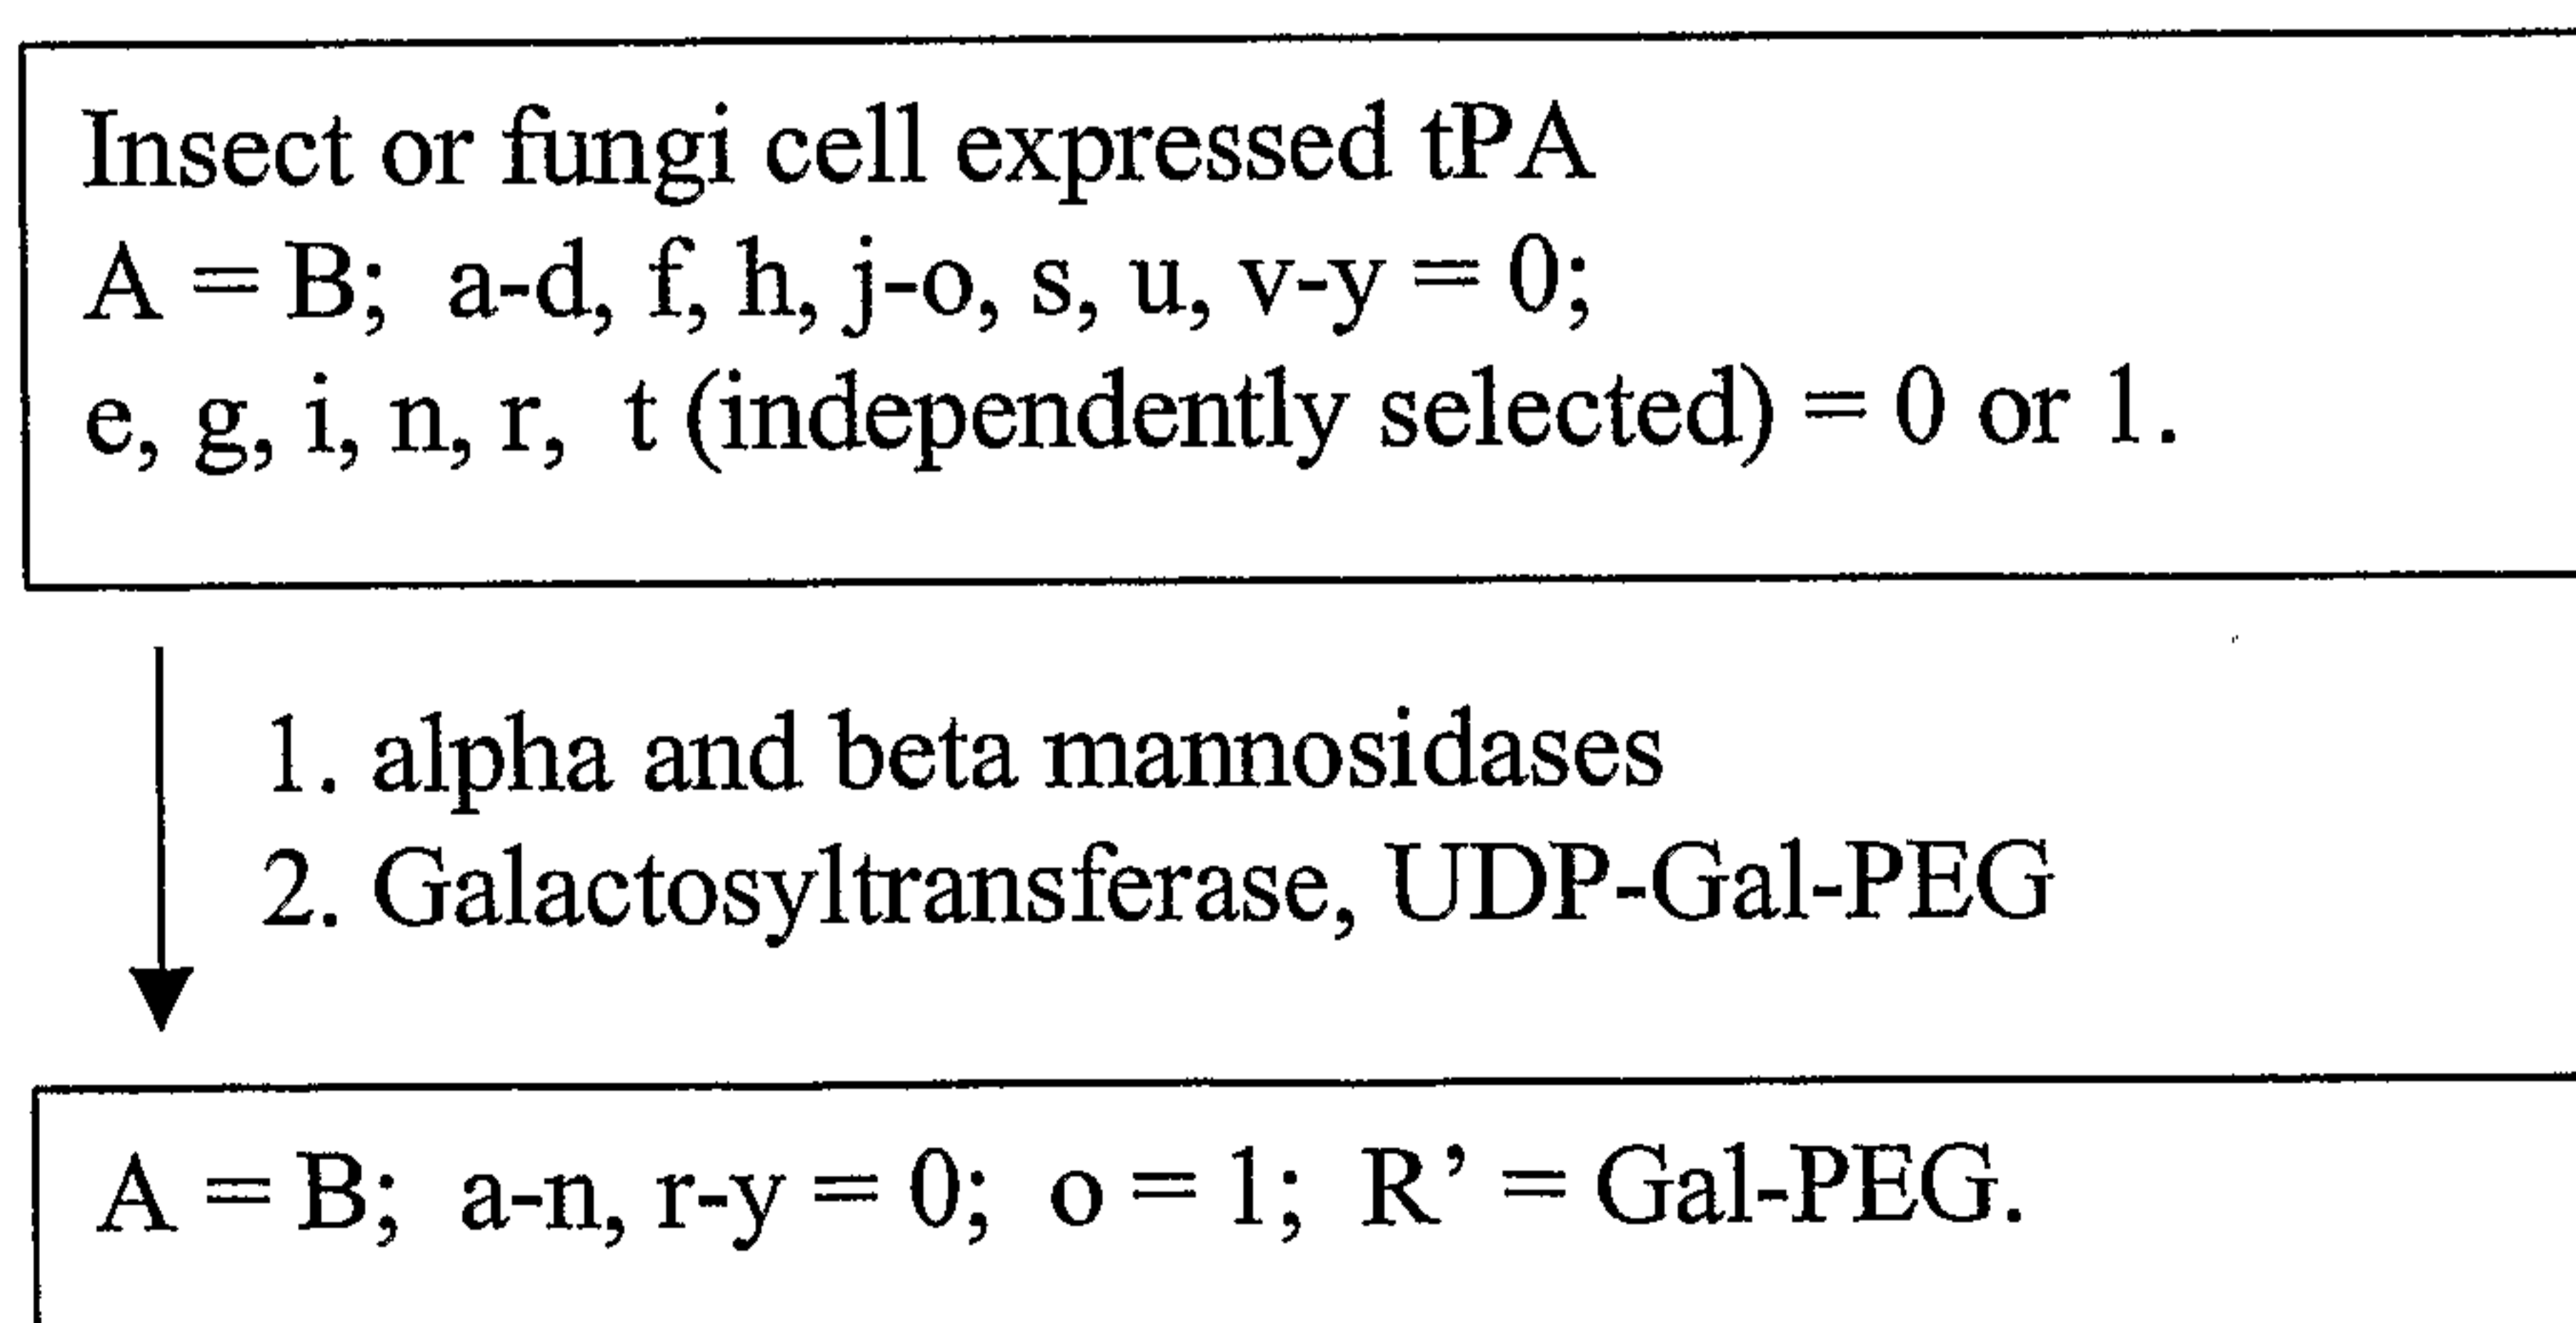 Insect or fungi cell expressed tPA
A = B; a-d, f, h, j-o, s, u, v-y = 0;
e, g, i, n, r, t (independently selected) = 0 or 1.
1. alpha and beta mannosidases
2. Galactosyltransferase, UDP-Gal-PEG
A = B; a-n, r-y = 0; o = 1; R’ = Gal-PEG.